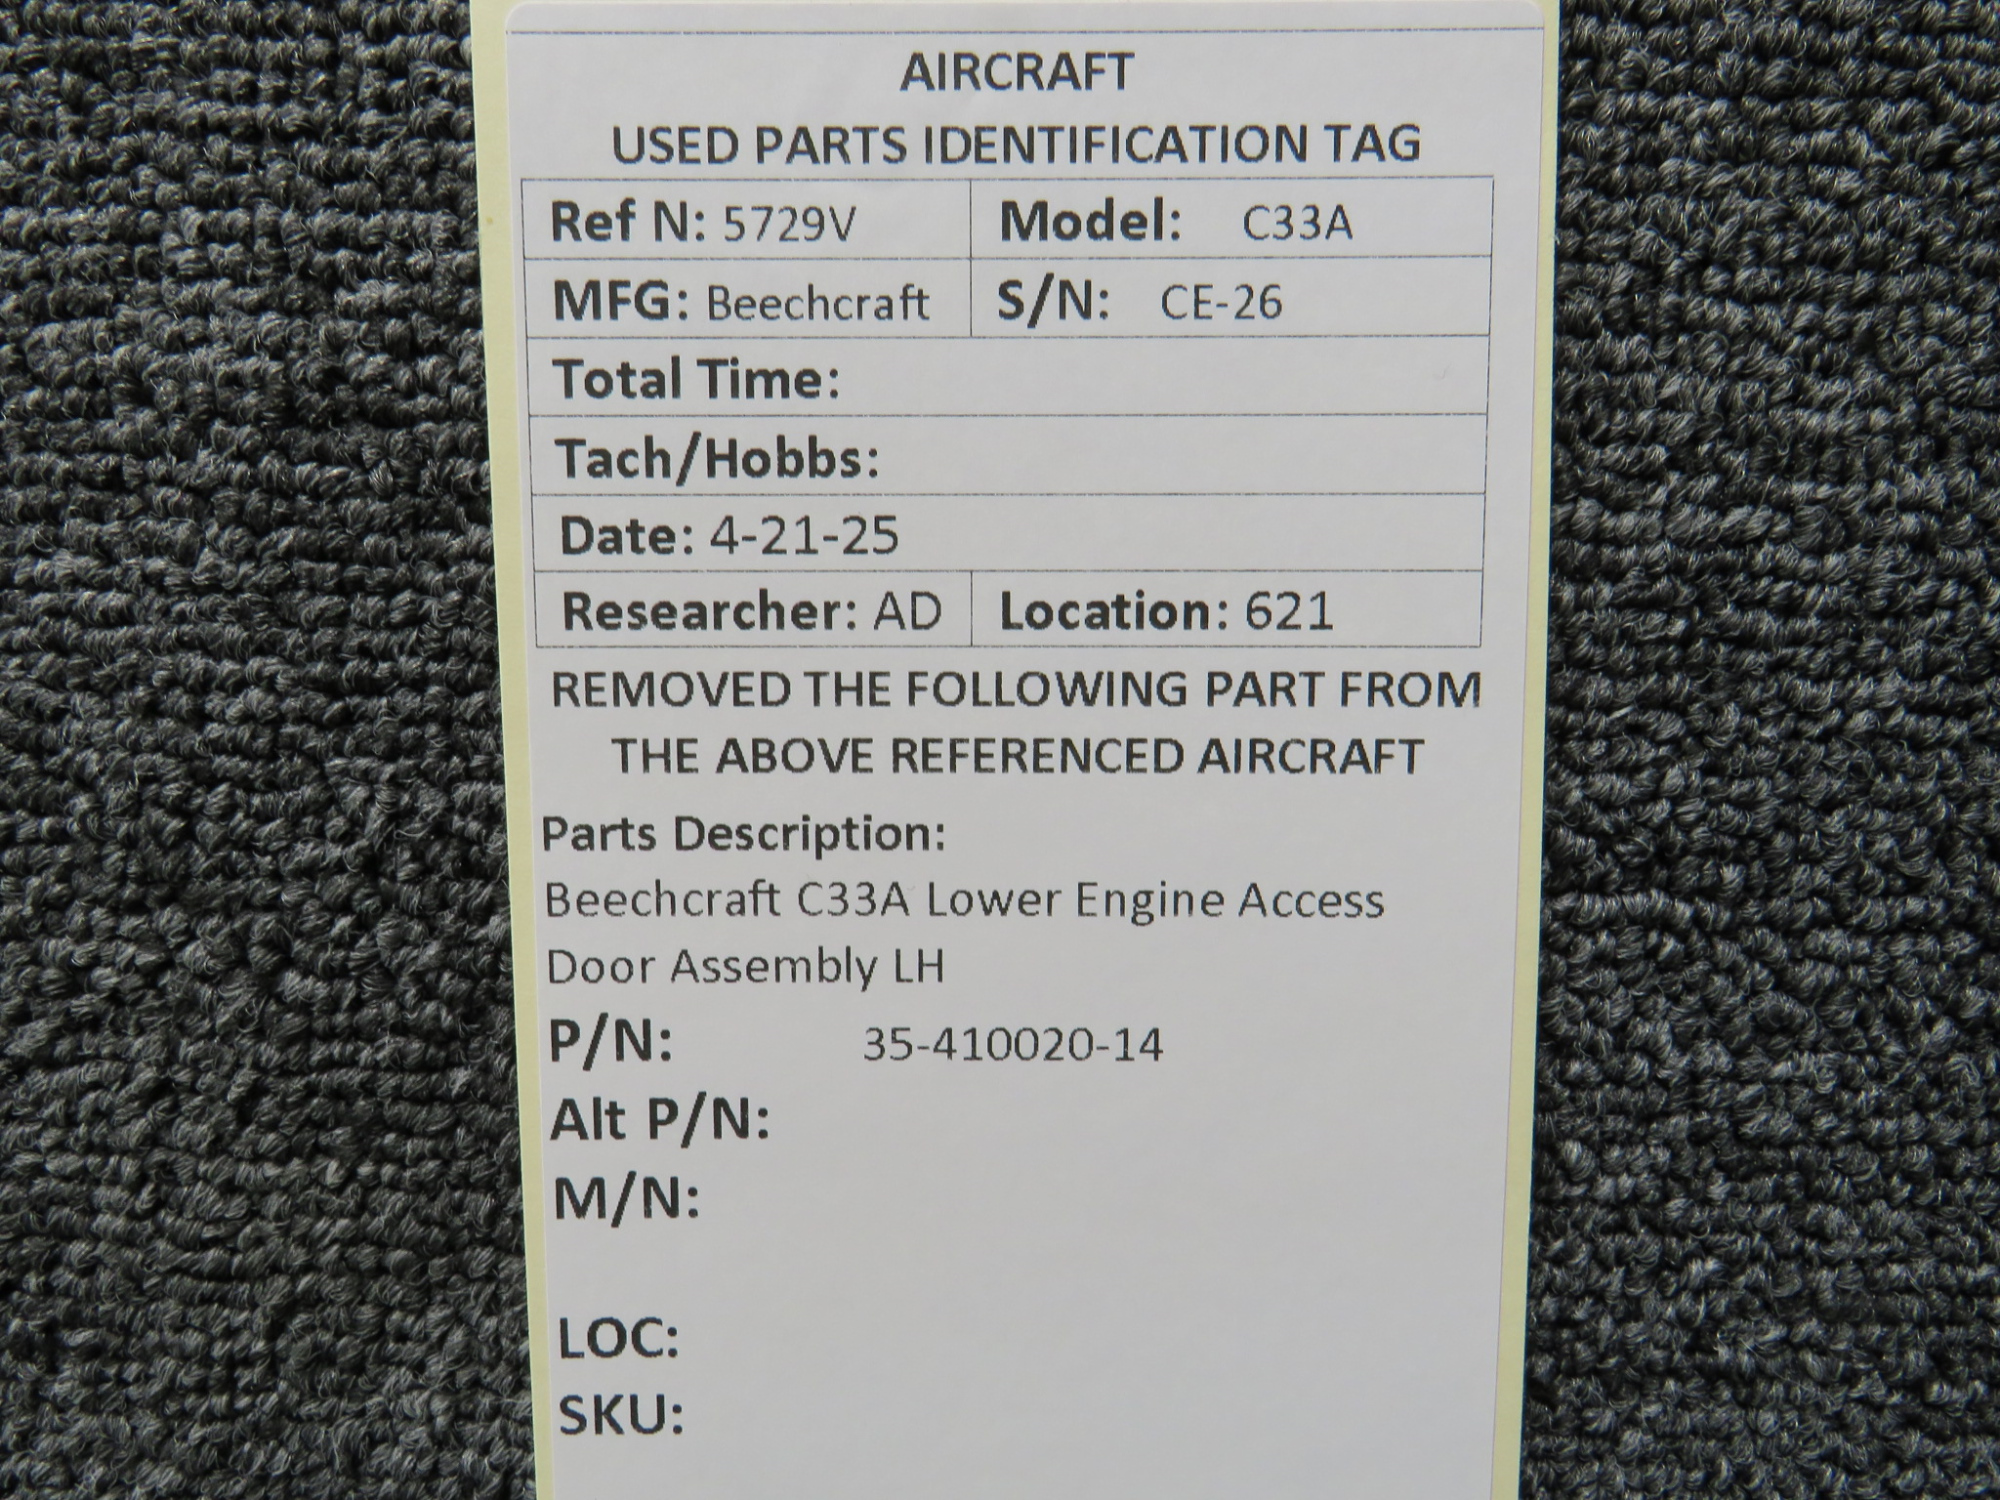 AIRCRAFT
USED PARTS IDENTIFICATION TAG
Ref N: 5729V Model: C33A
MFG: Beechcraft S/N: CE-26
Total Time:
Tach/Hobbs:
Date: 4-21-25
Researcher: AD Location: 621
REMOVED THE FOLLOWING PART FROM
THE ABOVE REFERENCED AIRCRAFT
Parts Description:
Beechcraft C33A Lower Engine Access
Door Assembly LH
P/N: 35-410020-14
Alt P/N:
M/N:
LOC:
SKU: